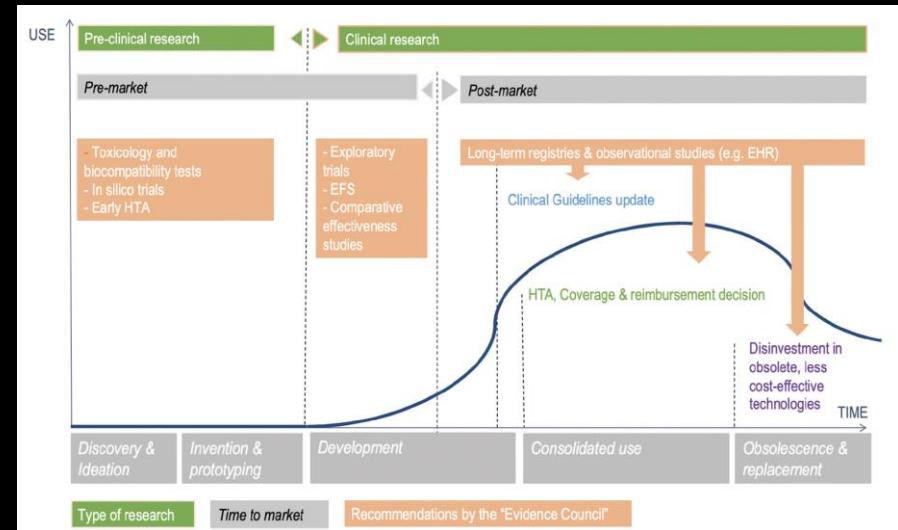 USE
Pre-clinical research
Clinical research
Pre-market
Post-market
- Toxicology and
biocompatibility tests
- In silico trials
- Early HTA
- Exploratory
trials
- EFS
- Comparative
effectiveness
studies
Long-term registries & observational studies (e.g. EHR)
Clinical Guidelines update
HTA, Coverage & reimbursement decision
Disinvestment in
obsolete, less
cost-effective
technologies
TIME
Discovery &
Ideation
Invention &
prototyping
Development
Consolidated use
Obsolescence &
replacement
Type of research
Time to market
Recommendations by the "Evidence Council"